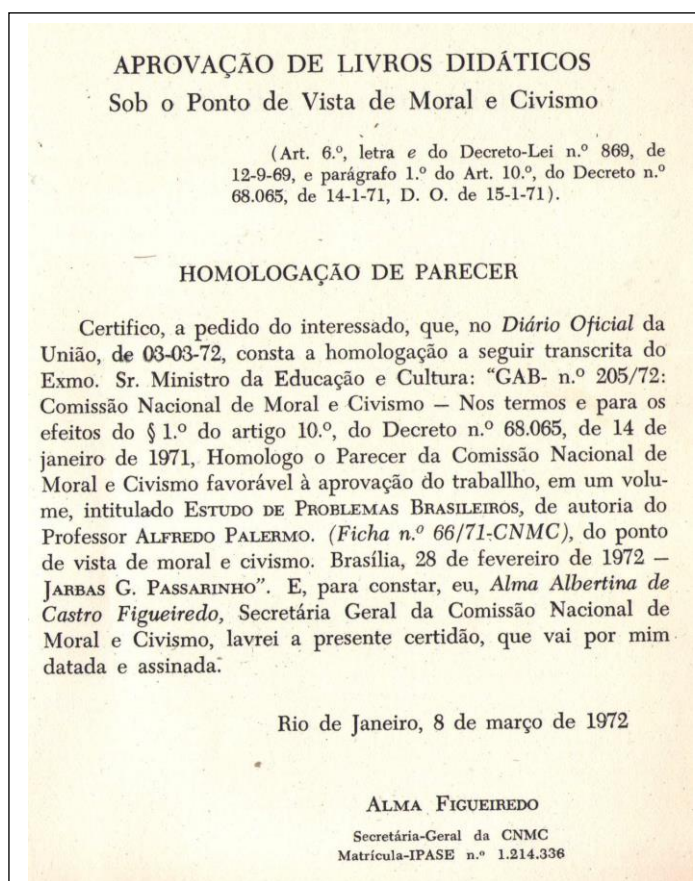 APROVAÇÃO DE LIVROS DIDÁTICOS
Sob o Ponto de Vista de Moral e Civismo
(Art. 6.º, letra e do Decreto-Lei n.º 869, de
12-9-69, e parágrafo 1.º do Art. 10.º, do Decreto n.º
68.065, de 14-1-71, D. O. de 15-1-71).
HOMOLOGAÇÃO DE PARECER
Certifico, a pedido do interessado, que, no Diário Oficial da
União, de 03-03-72, consta a homologação a seguir transcrita do
Exmo. Sr. Ministro da Educação e Cultura: “GAB- n.º 205/72:
Comissão Nacional de Moral e Civismo — Nos termos e para os
efeitos do § 1.º do artigo 10.º, do Decreto n.º 68.065, de 14 de
janeiro de 1971, Homologo o Parecer da Comissão Nacional de
Moral e Civismo favorável à aprovação do traballho, em um volu-
me, intitulado ESTUDO DE PROBLEMAS BRASILEIROS, de autoria do
Professor ALFREDO PALERMO. (Ficha n.º 66/71-CNMC), do ponto
de vista de moral e civismo. Brasília, 28 de fevereiro de 1972 —
JARBAS G. PASSARINHO”. E, para constar, eu, Alma Albertina de
Castro Figueiredo, Secretária Geral da Comissão Nacional de
Moral e Civismo, lavrei a presente certidão, que vai por mim
datada e assinada.
Rio de Janeiro, 8 de março de 1972
ALMA FIGUEIREDO
Secretária-Geral da CNMC
Matrícula-IPASE n.º 1.214.336